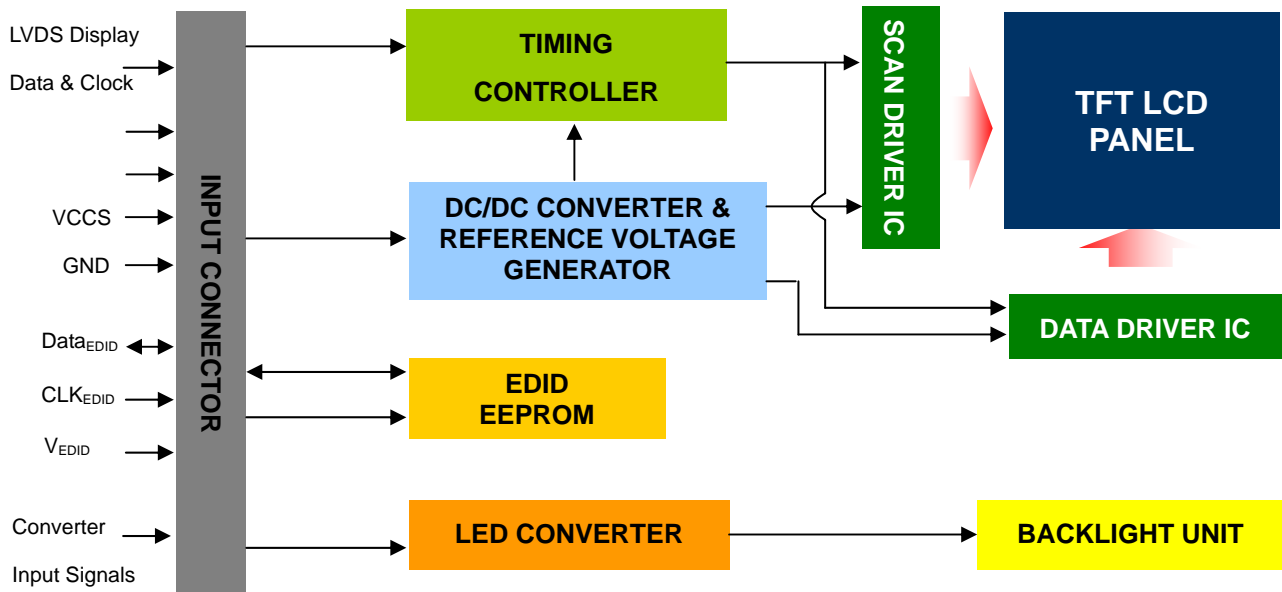 LVDS Display
Data & Clock
VCCS
GND
DataEDID
CLKEDID
VEDID
Converter
Input Signals
INPUT CONNECTOR
TIMING
CONTROLLER
DC/DC CONVERTER &
REFERENCE VOLTAGE
GENERATOR
EDID
EEPROM
LED CONVERTER
SCAN DRIVER IC
TFT LCD
PANEL
DATA DRIVER IC
BACKLIGHT UNIT